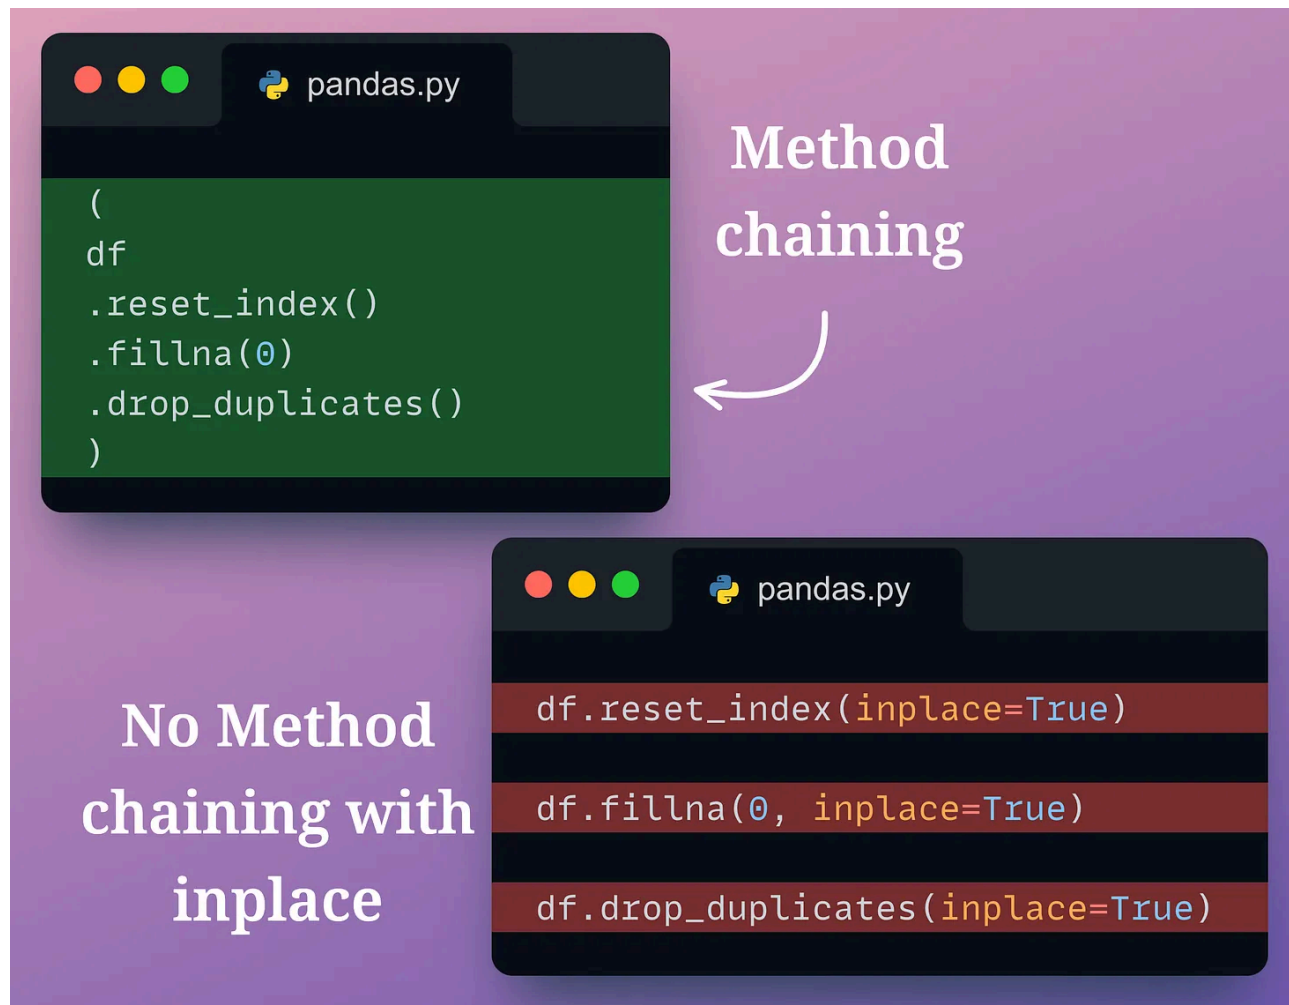 pandas.py
(
df
.reset_index()
.fillna(0)
.drop_duplicates()
)
Method
chaining
No Method
chaining with
inplace
pandas.py
df.reset_index(inplace=True)
df.fillna(0, inplace=True)
df.drop_duplicates(inplace=True)